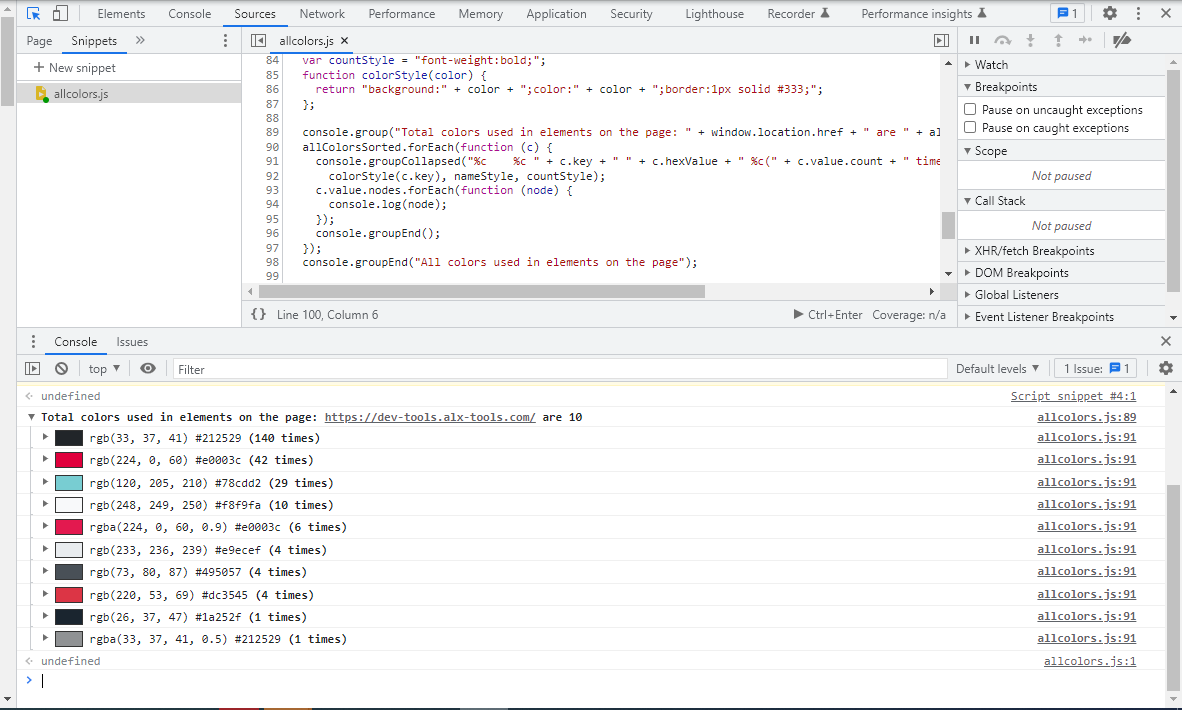 Elements Console Sources Network Performance Memory Application Security Lighthouse Recorder Performance insights 1
Page Snippets »
allcolors.js ×
+ New snippet
allcolors.js
84 var countStyle = "font-weight:bold;";
85 function colorStyle(color) {
86 return "background:" + color + ";color:" + color + ";border:1px solid #333;";
87 };
88
89 console.group("Total colors used in elements on the page: " + window.location.href + " are " + al
90 allColorsSorted.forEach(function (c) {
91 console.groupCollapsed("%c    %c " + c.key + " " + c.hexValue + " %c(" + c.value.count + " time
92 colorStyle(c.key), nameStyle, countStyle);
93 c.value.nodes.forEach(function (node) {
94 console.log(node);
95 });
96 console.groupEnd();
97 });
98 console.groupEnd("All colors used in elements on the page");
99
{} Line 100, Column 6 Ctrl+Enter Coverage: n/a
Watch
Breakpoints
Pause on uncaught exceptions
Pause on caught exceptions
Scope
Not paused
Call Stack
Not paused
XHR/fetch Breakpoints
DOM Breakpoints
Global Listeners
Event Listener Breakpoints
Console Issues
top Filter Default levels 1 Issue: 1
undefined Script snippet #4:1
Total colors used in elements on the page: https://dev-tools.alx-tools.com/ are 10 allcolors.js:89
rgb(33, 37, 41) #212529 (140 times) allcolors.js:91
rgb(224, 0, 60) #e0003c (42 times) allcolors.js:91
rgb(120, 205, 210) #78cdd2 (29 times) allcolors.js:91
rgb(248, 249, 250) #f8f9fa (10 times) allcolors.js:91
rgba(224, 0, 60, 0.9) #e0003c (6 times) allcolors.js:91
rgb(233, 236, 239) #e9ecef (4 times) allcolors.js:91
rgb(73, 80, 87) #495057 (4 times) allcolors.js:91
rgb(220, 53, 69) #dc3545 (4 times) allcolors.js:91
rgb(26, 37, 47) #1a252f (1 times) allcolors.js:91
rgba(33, 37, 41, 0.5) #212529 (1 times) allcolors.js:91
undefined allcolors.js:1